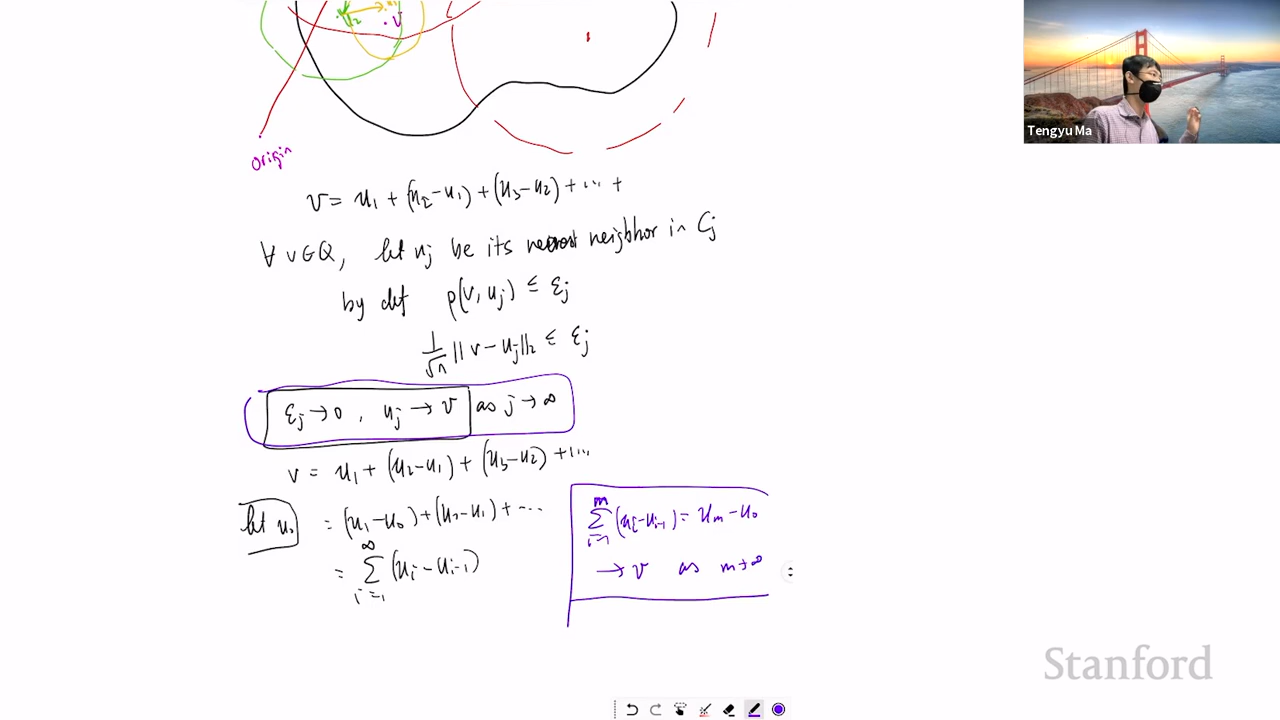 u₂
v
Tengyu Ma
origin
v = u₁ + (u₂ - u₁) + (u₃ - u₂) + ... +
∀ v ∈ Q, let uj be its nearest neighbor in Cj
by def ρ(v, uj) ≤ εj
1/√n ||v - uj||₂ ≤ εj
εj → 0, uj → v as j → ∞
v = u₁ + (u₂ - u₁) + (u₃ - u₂) + ...
let u₀ = (u₁ - u₀) + (u₂ - u₁) + ...
= ∑_{i=1}^{∞} (ui - ui-1)
∑_{i=1}^{m} (ui - ui-1) = um - u₀
→ v as m → ∞
=
Stanford